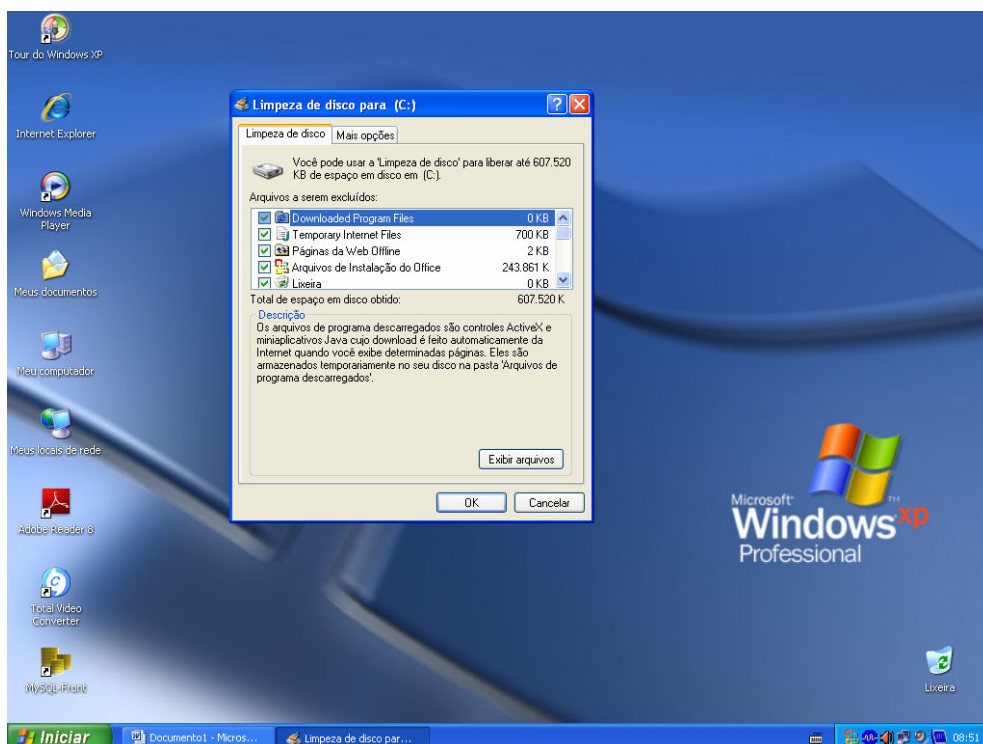 Tour do Windows XP
Internet Explorer
Windows Media
Player
Meus documentos
Meu computador
Meus locais de rede
Adobe Reader 8
Total Video
Converter
MySQL-Front
Limpeza de disco para (C:)
Limpeza de disco
Mais opções
Você pode usar a 'Limpeza de disco' para liberar até 607.520
KB de espaço em disco em (C:).
Arquivos a serem excluídos:
Downloaded Program Files 0 KB
Temporary Internet Files 700 KB
Páginas da Web Offline 2 KB
Arquivos de Instalação do Office 243.861 K
Lixeira 0 KB
Total de espaço em disco obtido: 607.520 K
Descrição
Os arquivos de programa descarregados são controles ActiveX e
miniaplicativos Java cujo download é feito automaticamente da
Internet quando você exibe determinadas páginas. Eles são
armazenados temporariamente no seu disco na pasta 'Arquivos de
programa descarregados'.
Exibir arquivos
OK
Cancelar
Microsoft
Windows xp
TM
Professional
Lixeira
Iniciar
Documento1 - Micros...
Limpeza de disco par...
08:51